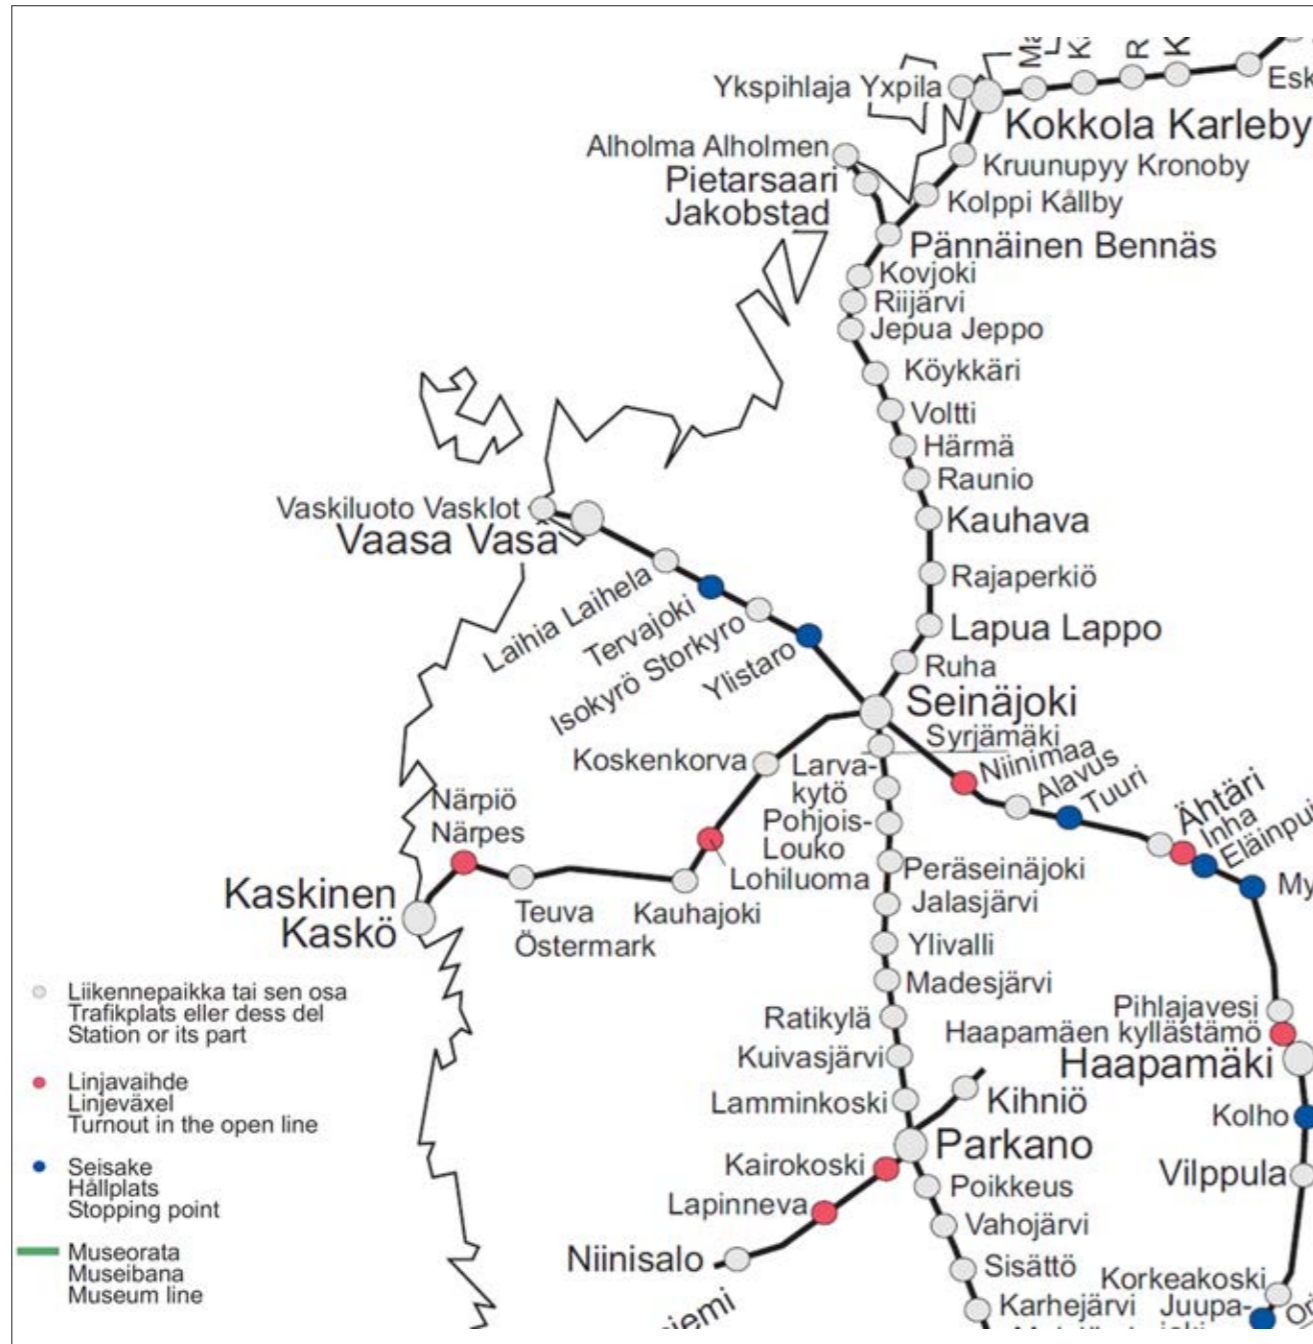 Ykspihlaja Yxpila
Esk
Kokkola Karleby
Alholma Alholmen
Kruunupyy Kronoby
Pietarsaari
Jakobstad
Kolppi Kållby
Pännäinen Bennäs
Kovjoki
Riijärvi
Jepua Jeppo
Köykkäri
Voltti
Härmä
Raunio
Vaskiluoto Vasklot
Vaasa Vasa
Kauhava
Rajaperkiö
Laihia Laihela
Tervajoki
Isokyrö Storkyro
Ylistaro
Lapua Lappo
Ruha
Seinäjoki
Syrjämäki
Koskenkorva
Larva-
kytö
Niinimaa
Alavus
Tuuri
Ähtäri
Inha
Eläinpui
My
Närpiö
Närpes
Pohjois-
Louko
Lohiluoma
Peräseinäjoki
Kaskinen
Kaskö
Teuva
Östermark
Kauhajoki
Jalasjärvi
Ylivalli
Madesjärvi
Ratikylä
Kuivasjärvi
Lamminkoski
Pihlajavesi
Haapamäen kyllästämö
Haapamäki
Kihniö
Parkano
Kolho
Vilppula
Kairokoski
Lapinneva
Niinisalo
Poikkeus
Vahojärvi
Sisättö
Karhejärvi
Korkeakoski
Juupa-
iemi
Liikennepaikka tai sen osa
Trafikplats eller dess del
Station or its part
Linjavaihde
Linjeväxel
Turnout in the open line
Seisake
Hållplats
Stopping point
Museorata
Museibana
Museum line